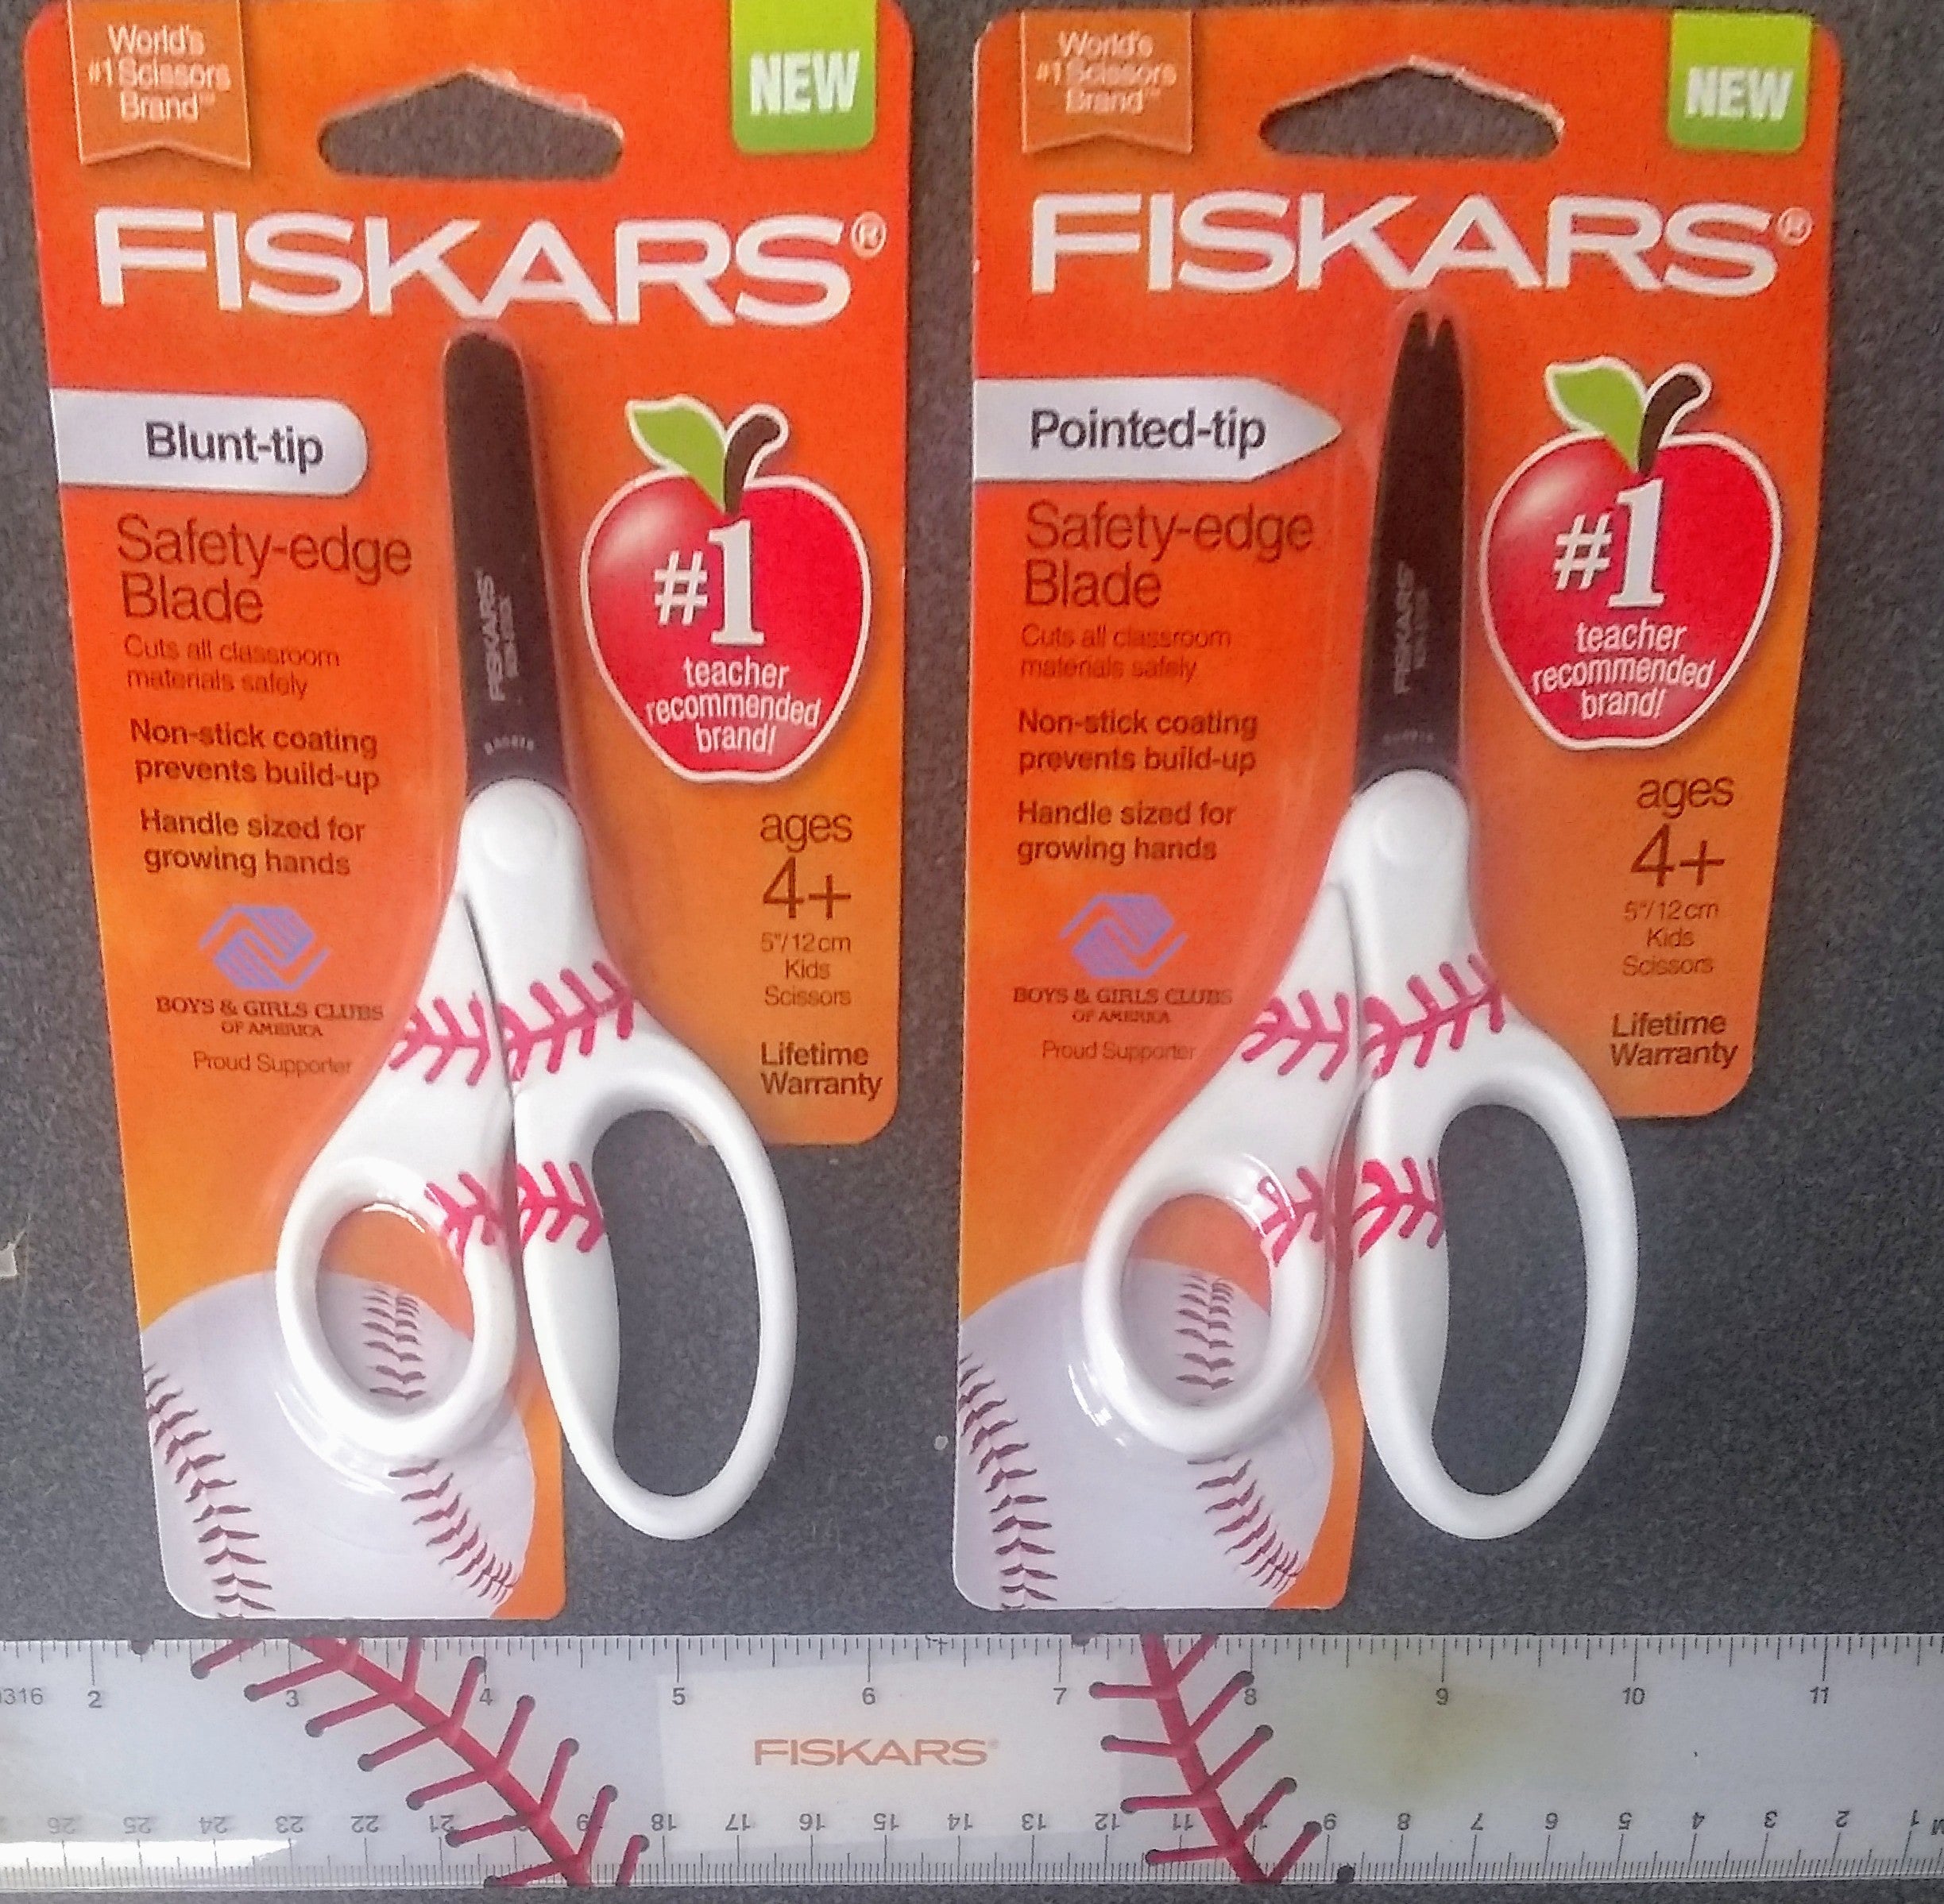 World's
#1 Scissors
Brand™
NEW
FISKARS®
Blunt-tip
Safety-edge
Blade
Cuts all classroom
materials safely
Non-stick coating
prevents build-up
Handle sized for
growing hands
BOYS & GIRLS CLUBS
OF AMERICA
Proud Supporter
FISKARS
#1
teacher
recommended
brand!
ages
4+
5"/12cm
Kids
Scissors
Lifetime
Warranty
World's
#1 Scissors
Brand™
NEW
FISKARS®
Pointed-tip
Safety-edge
Blade
Cuts all classroom
materials safely
Non-stick coating
prevents build-up
Handle sized for
growing hands
BOYS & GIRLS CLUBS
OF AMERICA
Proud Supporter
FISKARS
#1
teacher
recommended
brand!
ages
4+
5"/12cm
Kids
Scissors
Lifetime
Warranty
2 3 4 5 6 7 8 9 10 11
FISKARS®
26 25 24 23 22 21 19 18 17 16 15 14 13 12 11 9 8 7 6 5 4 3 2 1